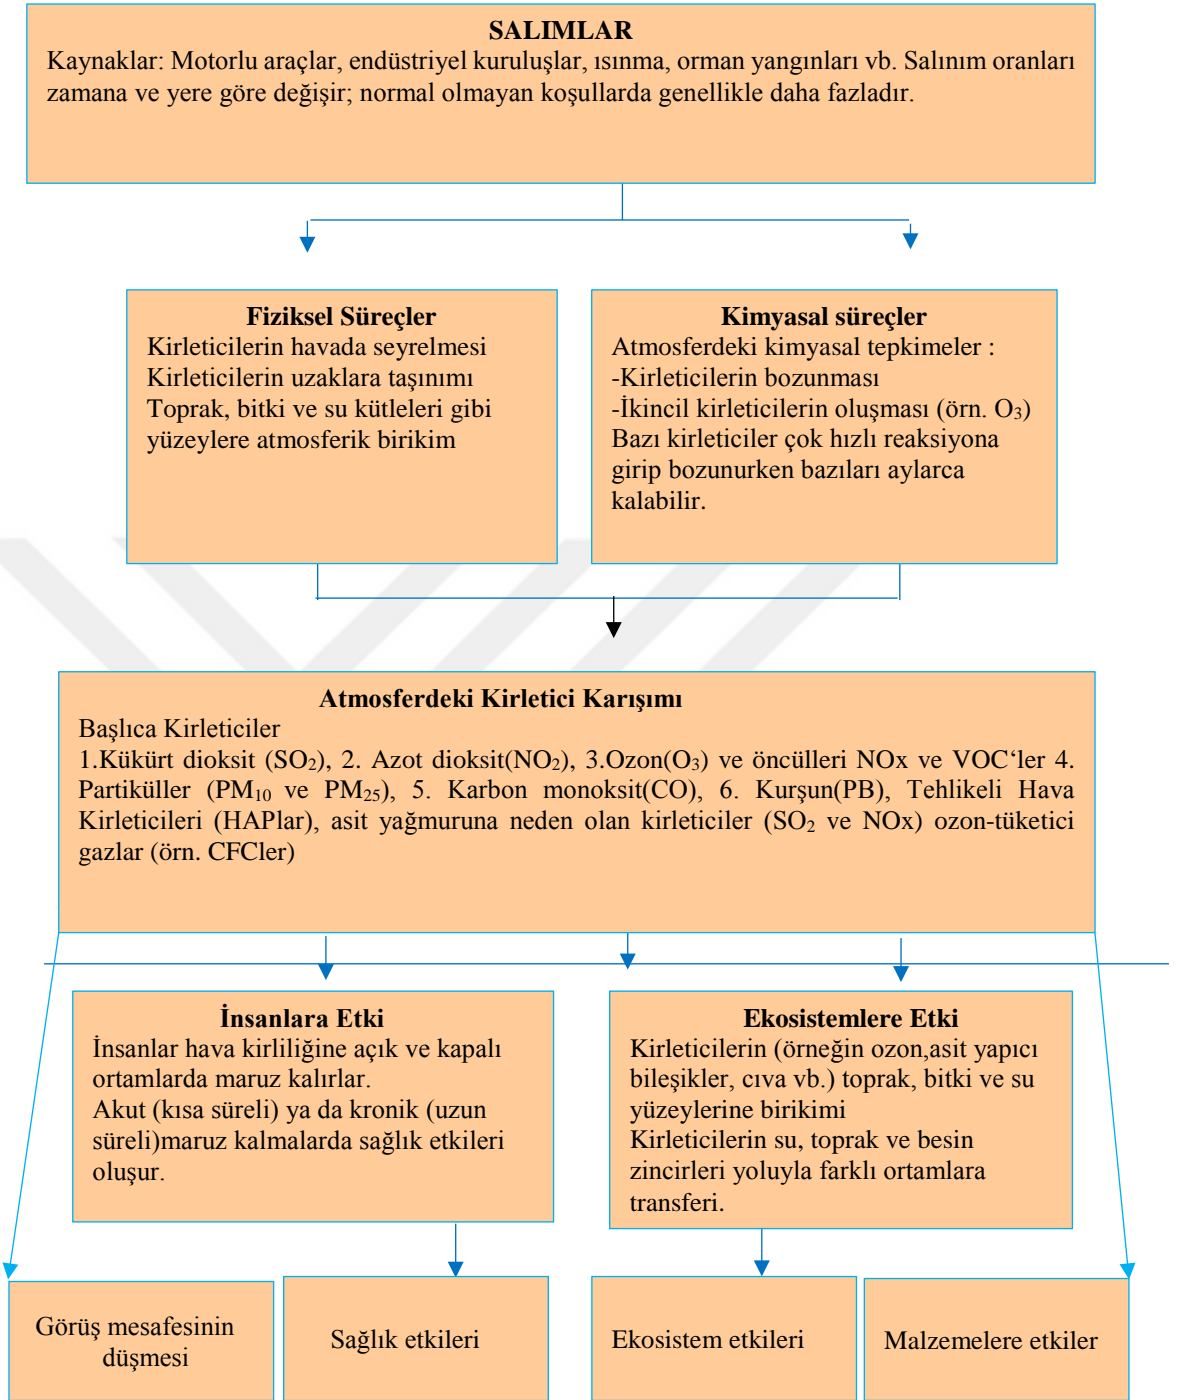 SALIMLAR
Kaynaklar: Motorlu araçlar, endüstriyel kuruluşlar, ısınma, orman yangınları vb. Salınım oranları
zamana ve yere göre değişir; normal olmayan koşullarda genellikle daha fazladır.
Fiziksel Süreçler
Kirleticilerin havada seyrelmesi
Kirleticilerin uzaklara taşınımı
Toprak, bitki ve su kütleleri gibi
yüzeylere atmosferik birikim
Kimyasal süreçler
Atmosferdeki kimyasal tepkimeler :
-Kirleticilerin bozunması
-İkincil kirleticilerin oluşması (örn. O₃)
Bazı kirleticiler çok hızlı reaksiyona
girip bozunurken bazıları aylarca
kalabilir.
Atmosferdeki Kirletici Karışımı
Başlıca Kirleticiler
1.Kükürt dioksit (SO₂), 2. Azot dioksit(NO₂), 3.Ozon(O₃) ve öncülleri NOx ve VOC‘ler 4.
Partiküller (PM₁₀ ve PM₂₅), 5. Karbon monoksit(CO), 6. Kurşun(PB), Tehlikeli Hava
Kirleticileri (HAPlar), asit yağmuruna neden olan kirleticiler (SO₂ ve NOx) ozon-tüketici
gazlar (örn. CFCler)
İnsanlara Etki
İnsanlar hava kirliliğine açık ve kapalı
ortamlarda maruz kalırlar.
Akut (kısa süreli) ya da kronik (uzun
süreli)maruz kalmalarda sağlık etkileri
oluşur.
Ekosistemlere Etki
Kirleticilerin (örneğin ozon,asit yapıcı
bileşikler, cıva vb.) toprak, bitki ve su
yüzeylerine birikimi
Kirleticilerin su, toprak ve besin
zincirleri yoluyla farklı ortamlara
transferi.
Görüş mesafesinin
düşmesi
Sağlık etkileri
Ekosistem etkileri
Malzemelere etkiler